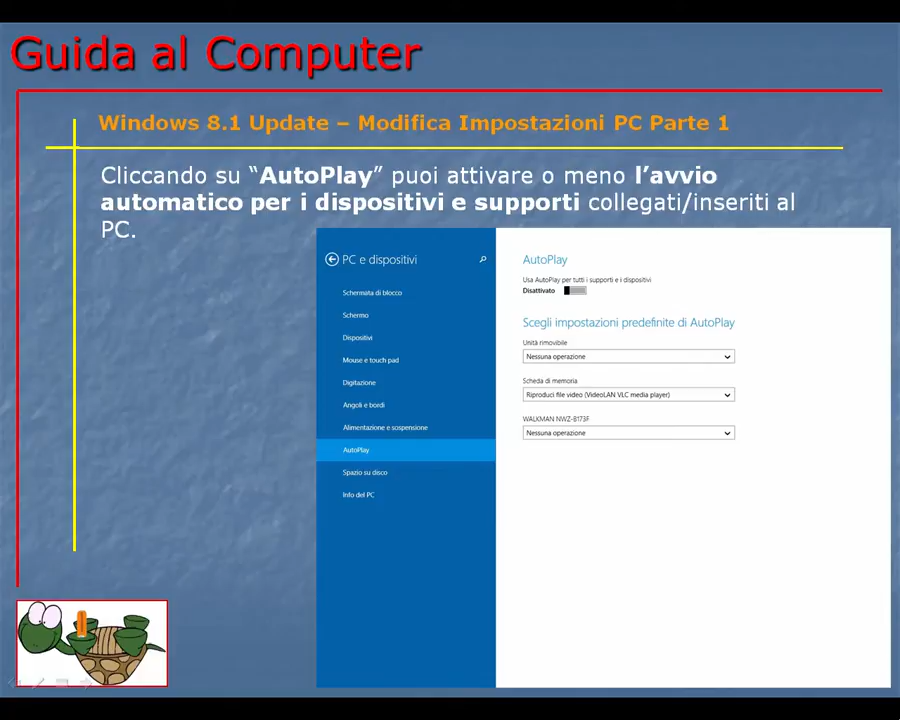 Guida al Computer
Windows 8.1 Update – Modifica Impostazioni PC Parte 1
Cliccando su “AutoPlay” puoi attivare o meno l’avvio
automatico per i dispositivi e supporti collegati/inseriti al
PC.
PC e dispositivi
Schermata di blocco
Schermo
Dispositivi
Mouse e touch pad
Digitazione
Angoli e bordi
Alimentazione e sospensione
AutoPlay
Spazio su disco
Info del PC
AutoPlay
Usa AutoPlay per tutti i supporti e i dispositivi
Disattivato
Scegli impostazioni predefinite di AutoPlay
Unità rimovibile
Nessuna operazione
Scheda di memoria
Riproduci file video (VideoLAN VLC media player)
WALKMAN NWZ-B173F
Nessuna operazione